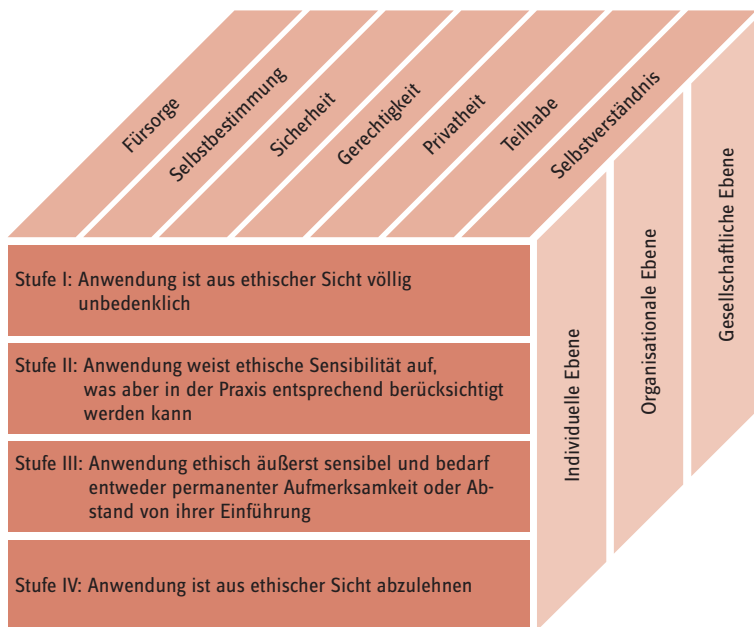 Fürsorge
Selbstbestimmung
Sicherheit
Gerechtigkeit
Privatheit
Teilhabe
Selbstverständnis
Stufe I: Anwendung ist aus ethischer Sicht völlig
unbedenklich
Stufe II: Anwendung weist ethische Sensibilität auf,
was aber in der Praxis entsprechend berücksichtigt
werden kann
Stufe III: Anwendung ethisch äußerst sensibel und bedarf
entweder permanenter Aufmerksamkeit oder Ab-
stand von ihrer Einführung
Stufe IV: Anwendung ist aus ethischer Sicht abzulehnen
Individuelle Ebene
Organisationale Ebene
Gesellschaftliche Ebene